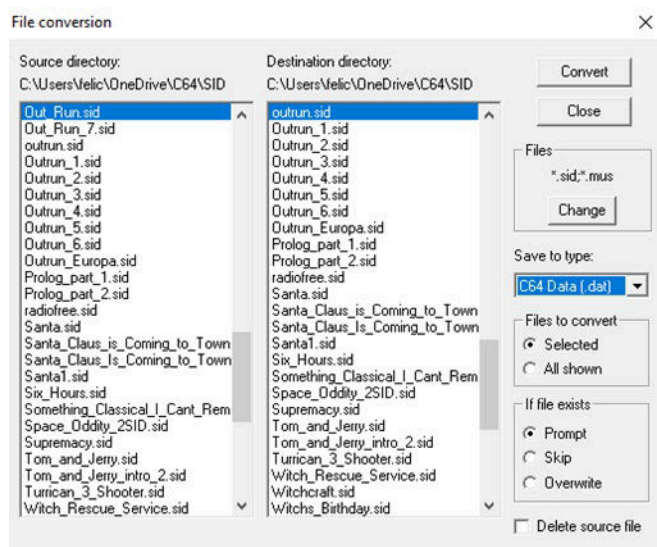 File conversion
Source directory:
C:\Users\felic\OneDrive\C64\SID
Out_Run.sid
Out_Run_7.sid
outrun.sid
Outrun_1.sid
Outrun_2.sid
Outrun_3.sid
Outrun_4.sid
Outrun_5.sid
Outrun_6.sid
Outrun_Europa.sid
Prolog_part_1.sid
Prolog_part_2.sid
radiofree.sid
Santa.sid
Santa_Claus_is_Coming_to_Town
Santa_Claus_Is_Coming_to_Town
Santa1.sid
Six_Hours.sid
Something_Classical_I_Cant_Rem
Space_Oddity_2SID.sid
Supremacy.sid
Tom_and_Jerry.sid
Tom_and_Jerry_intro_2.sid
Turrican_3_Shooter.sid
Witch_Rescue_Service.sid
Destination directory:
C:\Users\felic\OneDrive\C64\SID
outrun.sid
Outrun_1.sid
Outrun_2.sid
Outrun_3.sid
Outrun_4.sid
Outrun_5.sid
Outrun_6.sid
Outrun_Europa.sid
Prolog_part_1.sid
Prolog_part_2.sid
radiofree.sid
Santa.sid
Santa_Claus_is_Coming_to_Town
Santa_Claus_Is_Coming_to_Town
Santa1.sid
Six_Hours.sid
Something_Classical_I_Cant_Rem
Space_Oddity_2SID.sid
Supremacy.sid
Tom_and_Jerry.sid
Tom_and_Jerry_intro_2.sid
Turrican_3_Shooter.sid
Witch_Rescue_Service.sid
Witchcraft.sid
Witchs_Birthday.sid
Convert
Close
Files
*.sid;*.mus
Change
Save to type:
C64 Data (.dat)
Files to convert
Selected
All shown
If file exists
Prompt
Skip
Overwrite
Delete source file